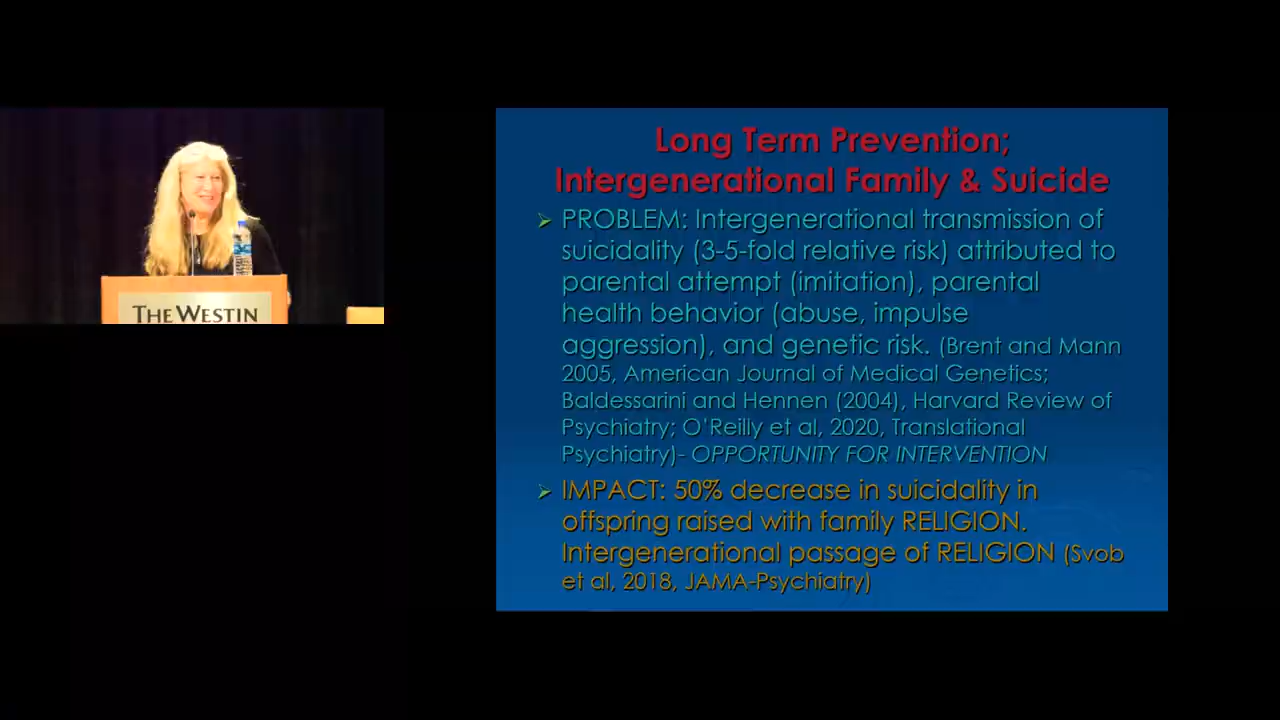 THE WESTIN
Long Term Prevention;
Intergenerational Family & Suicide
PROBLEM: Intergenerational transmission of
suicidality (3-5-fold relative risk) attributed to
parental attempt (imitation), parental
health behavior (abuse, impulse
aggression), and genetic risk. (Brent and Mann
2005, American Journal of Medical Genetics;
Baldessarini and Hennen (2004), Harvard Review of
Psychiatry; O'Reilly et al, 2020, Translational
Psychiatry)- OPPORTUNITY FOR INTERVENTION
IMPACT: 50% decrease in suicidality in
offspring raised with family RELIGION.
Intergenerational passage of RELIGION (Svob
et al, 2018, JAMA-Psychiatry)